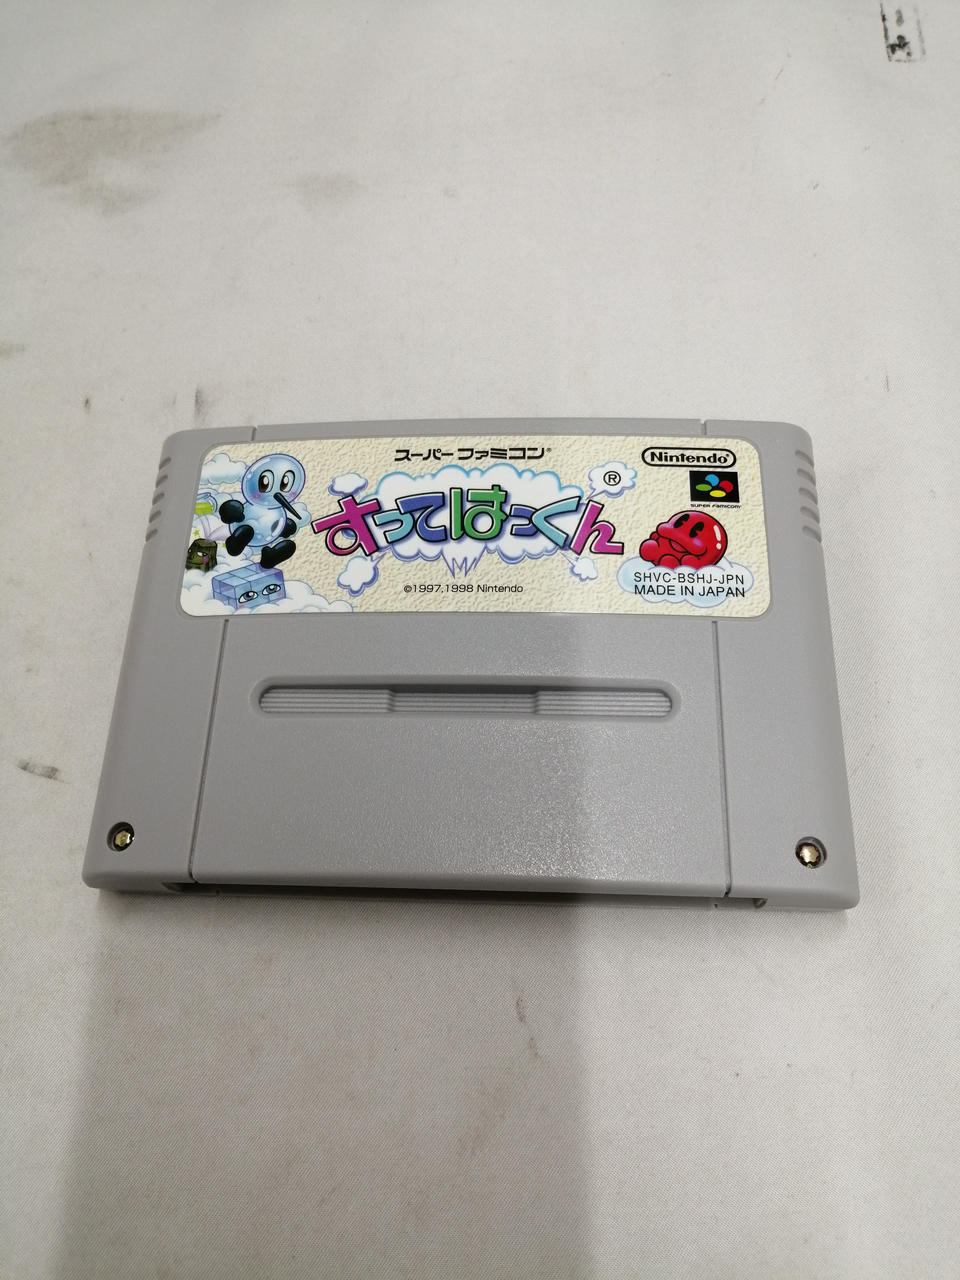 スーパーファミコン®
Nintendo®
SUPER FAMICOM
すってはっくん
®
©1997,1998 Nintendo
SHVC-BSHJ-JPN
MADE IN JAPAN